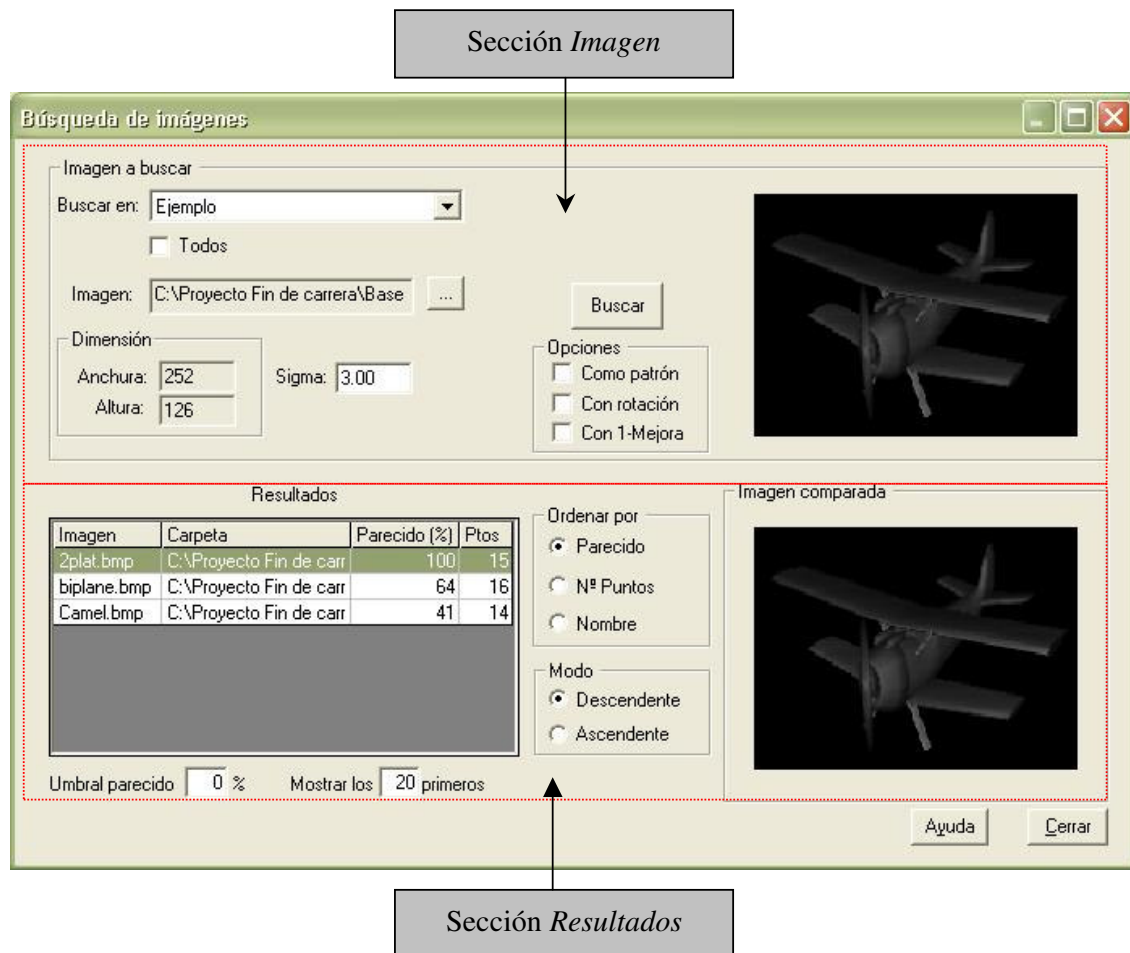 Sección Imagen
Búsqueda de imágenes
Imagen a buscar
Buscar en: Ejemplo
Todos
Imagen: C:\Proyecto Fin de carrera\Base ...
Buscar
Dimensión
Anchura: 252
Altura: 126
Sigma: 3.00
Opciones
Como patrón
Con rotación
Con 1-Mejora
Resultados
Imagen Carpeta Parecido (%) Ptos
2plat.bmp C:\Proyecto Fin de carr 100 15
biplane.bmp C:\Proyecto Fin de carr 64 16
Camel.bmp C:\Proyecto Fin de carr 41 14
Umbral parecido 0 % Mostrar los 20 primeros
Ordenar por
Parecido
Nº Puntos
Nombre
Modo
Descendente
Ascendente
Imagen comparada
Ayuda Cerrar
Sección Resultados